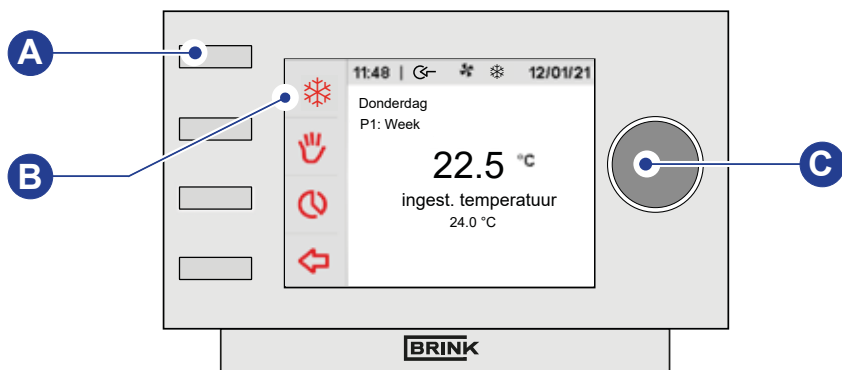 A
B
C
11:48 | 12/01/21
Donderdag
P1: Week
22.5 °C
ingest. temperatuur
24.0 °C
BRINK